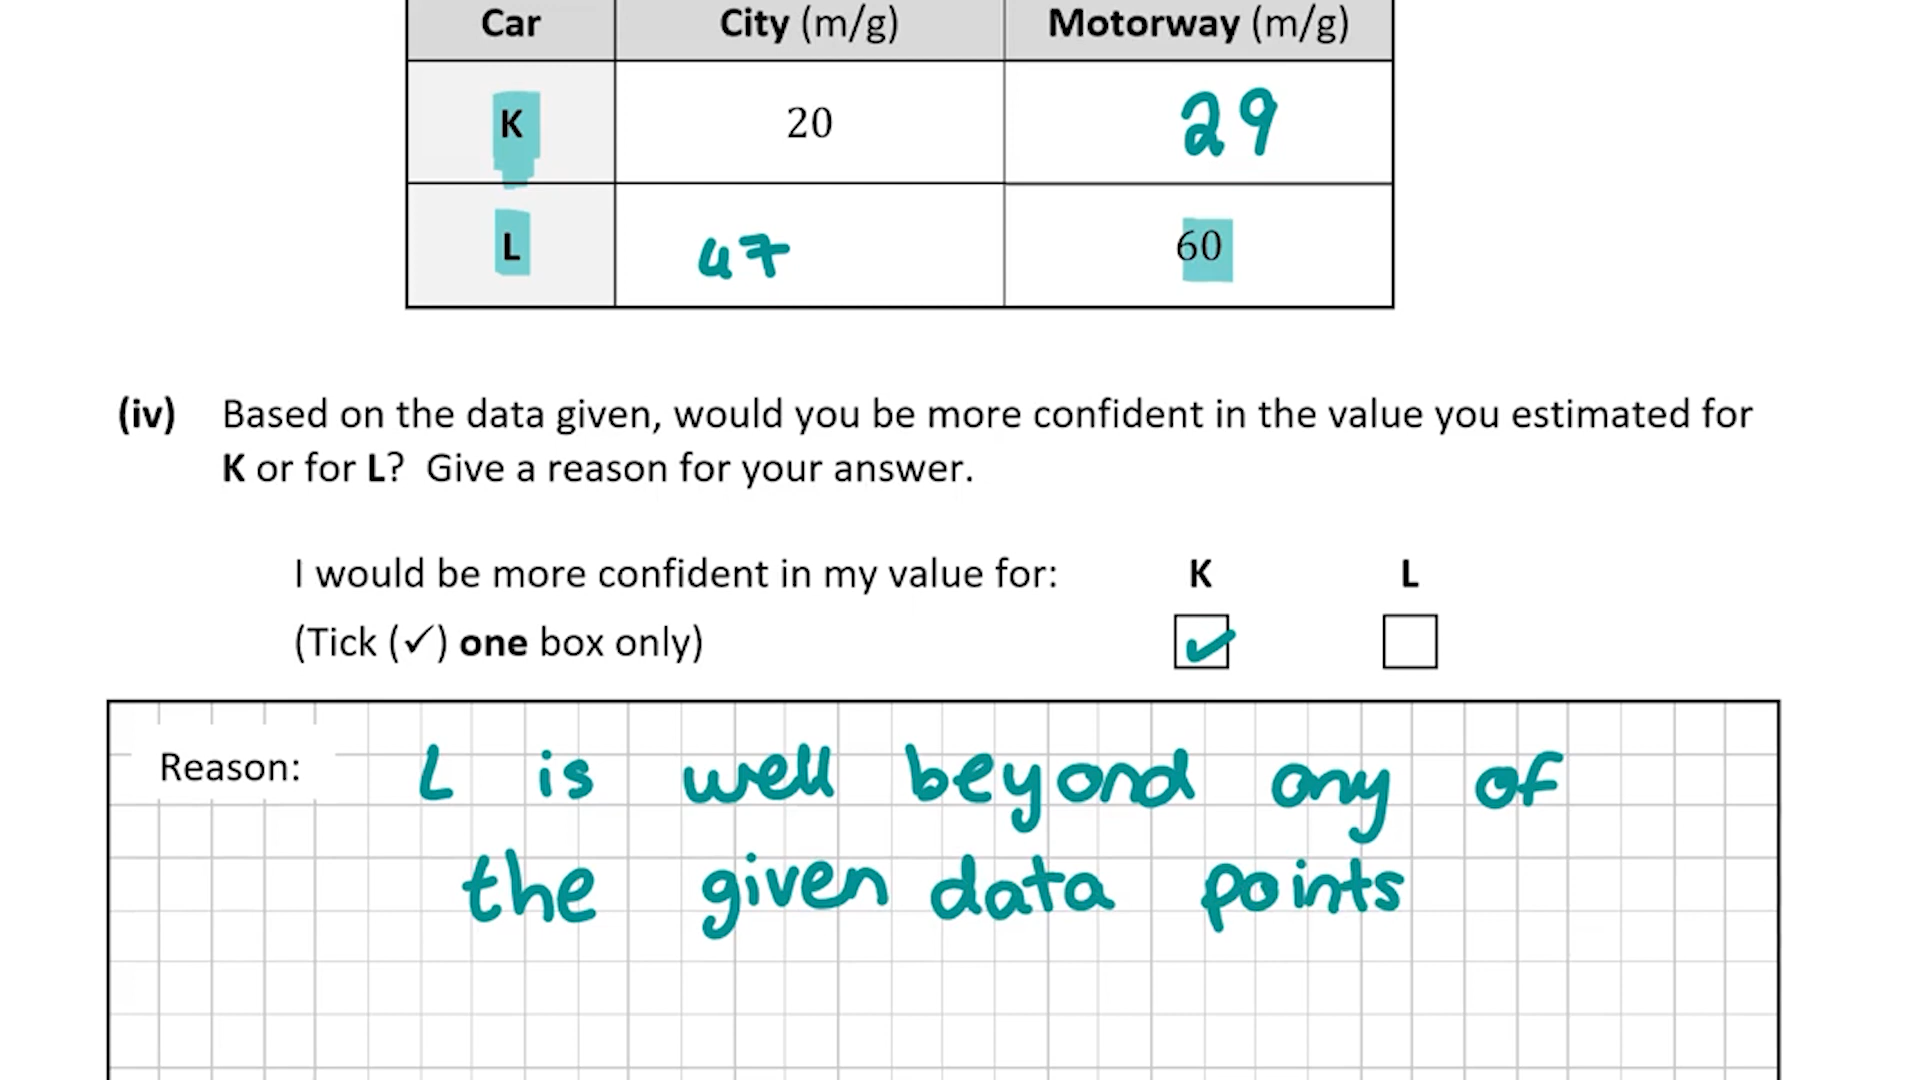 Car City (m/g) Motorway (m/g)
K 20 29
L 47 60
(iv) Based on the data given, would you be more confident in the value you estimated for
K or for L? Give a reason for your answer.
I would be more confident in my value for: K L
(Tick (✓) one box only) ✓
Reason: L is well beyond any of
the given data points